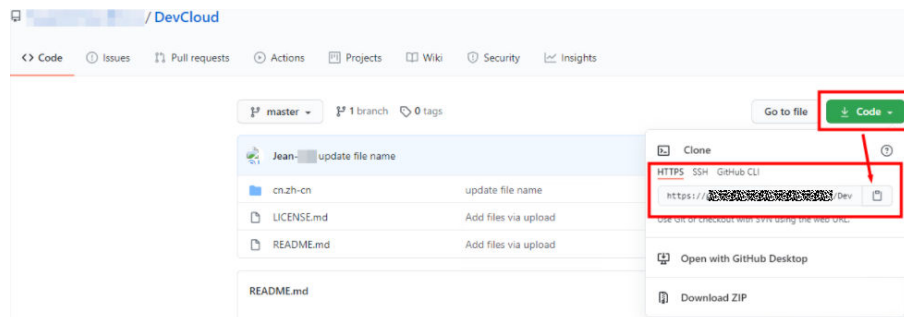 / DevCloud
<> Code Issues Pull requests Actions Projects Wiki Security Insights
master 1 branch 0 tags Go to file Code
Jean- update file name
cn.zh-cn update file name
LICENSE.md Add files via upload
README.md Add files via upload
README.md
Clone
HTTPS SSH GitHub CLI
https:// /Dev
Use Git or checkout with SVN using the web URL.
Open with GitHub Desktop
Download ZIP